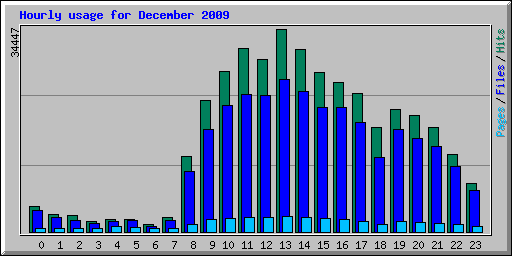 Hourly usage for December 2009
34447
Pages / Files / Hits
0 1 2 3 4 5 6 7 8 9 10 11 12 13 14 15 16 17 18 19 20 21 22 23